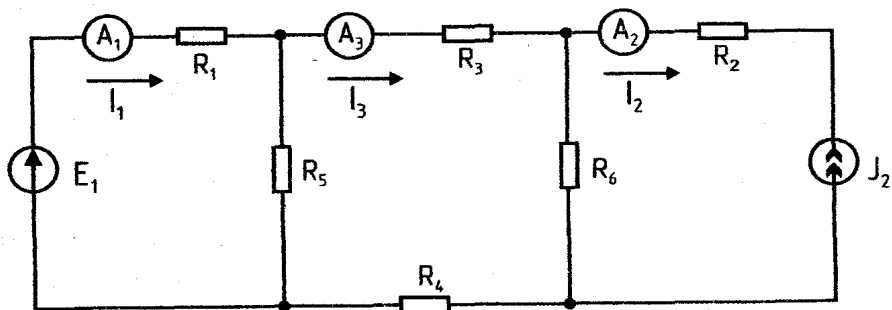 A₁
R₁
A₃
R₃
A₂
R₂
I₁
I₃
I₂
E₁
R₅
R₆
J₂
R₄